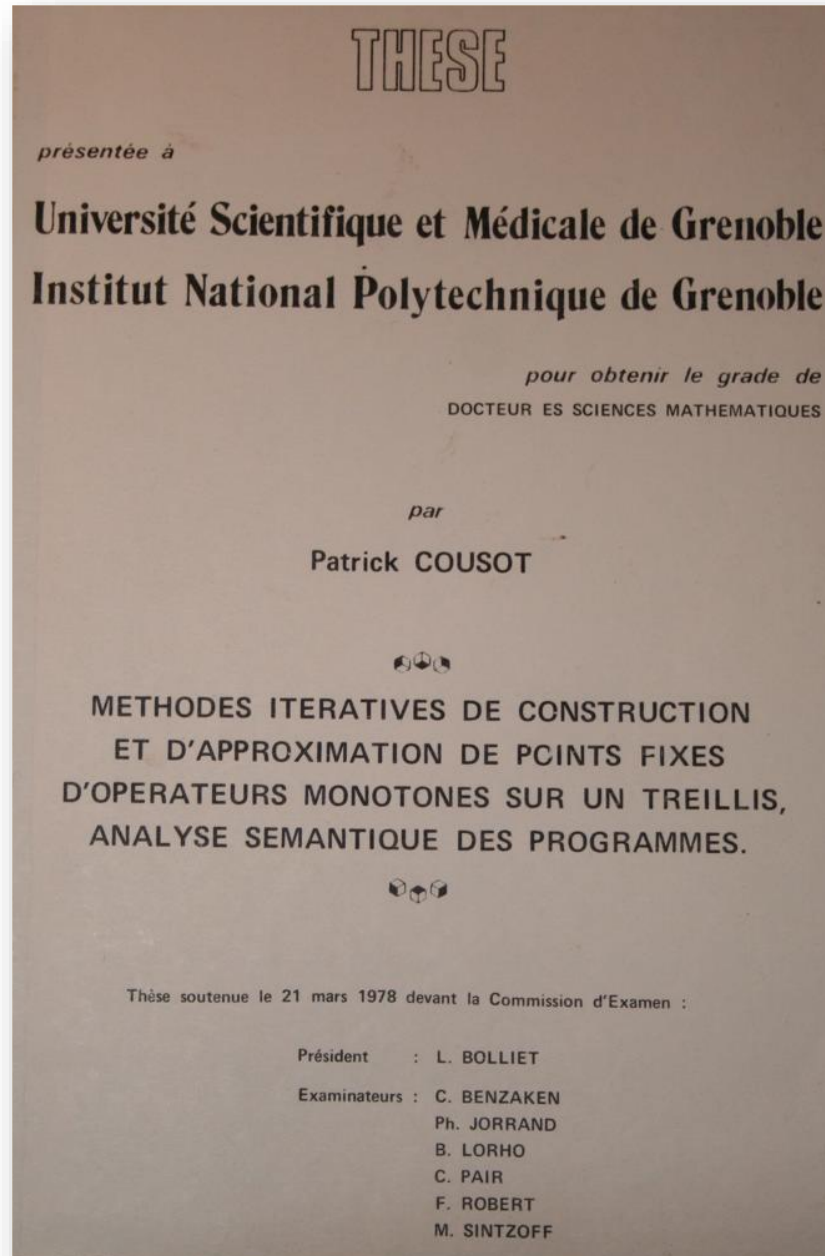 THESE
présentée à
Université Scientifique et Médicale de Grenoble
Institut National Polytechnique de Grenoble
pour obtenir le grade de
DOCTEUR ES SCIENCES MATHEMATIQUES
par
Patrick COUSOT
METHODES ITERATIVES DE CONSTRUCTION
ET D'APPROXIMATION DE PCINTS FIXES
D'OPERATEURS MONOTONES SUR UN TREILLIS,
ANALYSE SEMANTIQUE DES PROGRAMMES.
Thèse soutenue le 21 mars 1978 devant la Commission d'Examen :
Président : L. BOLLIET
Examinateurs : C. BENZAKEN
Ph. JORRAND
B. LORHO
C. PAIR
F. ROBERT
M. SINTZOFF